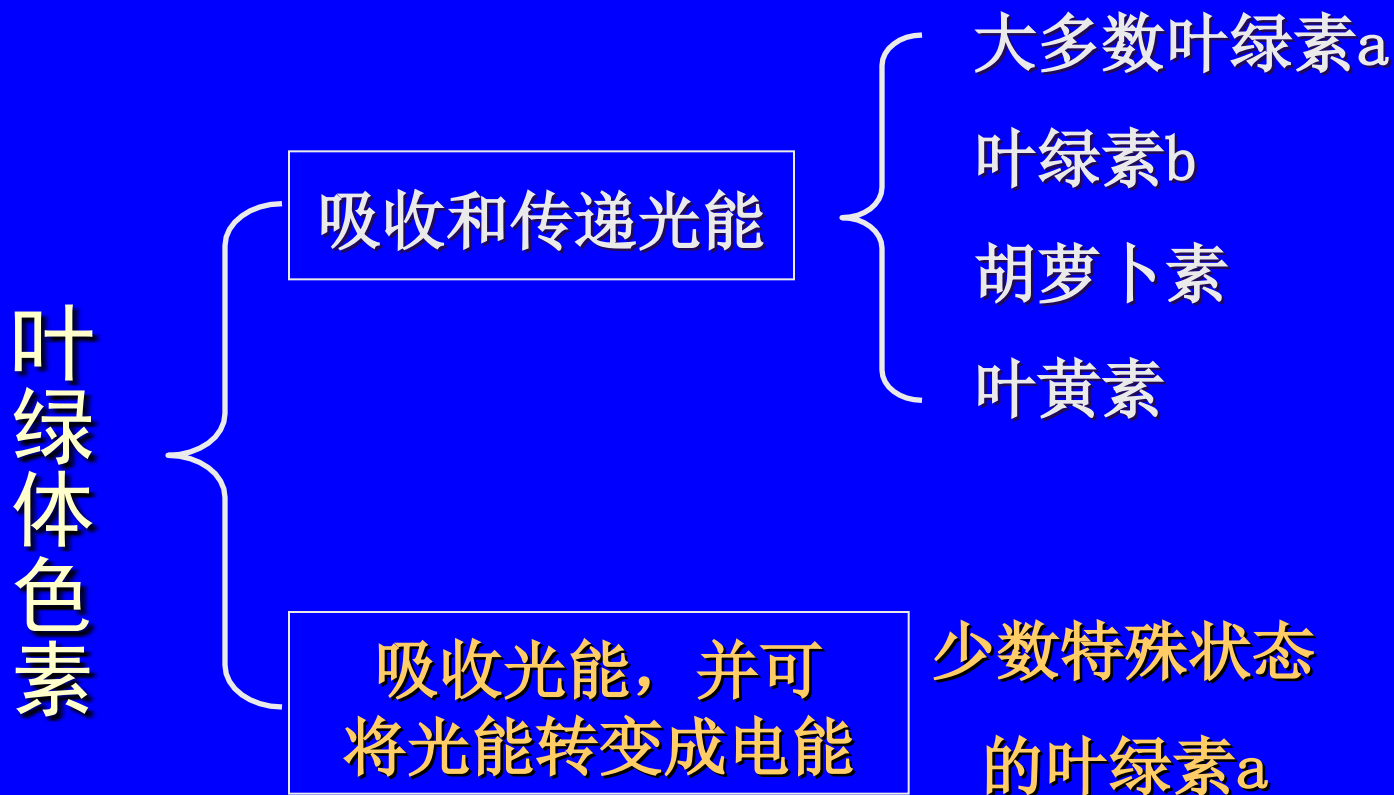 叶绿体色素
吸收和传递光能
大多数叶绿素a
叶绿素b
胡萝卜素
叶黄素
吸收光能，并可
将光能转变成电能
少数特殊状态
的叶绿素a